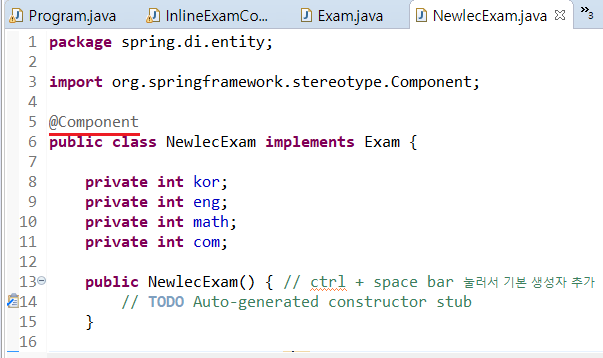 Program.java InlineExamCo... Exam.java NewlecExam.java »3
1 package spring.di.entity;
2
3 import org.springframework.stereotype.Component;
4
5 @Component
6 public class NewlecExam implements Exam {
7
8 private int kor;
9 private int eng;
10 private int math;
11 private int com;
12
13 public NewlecExam() { // ctrl + space bar 눌러서 기본 생성자 추가
14 // TODO Auto-generated constructor stub
15 }
16